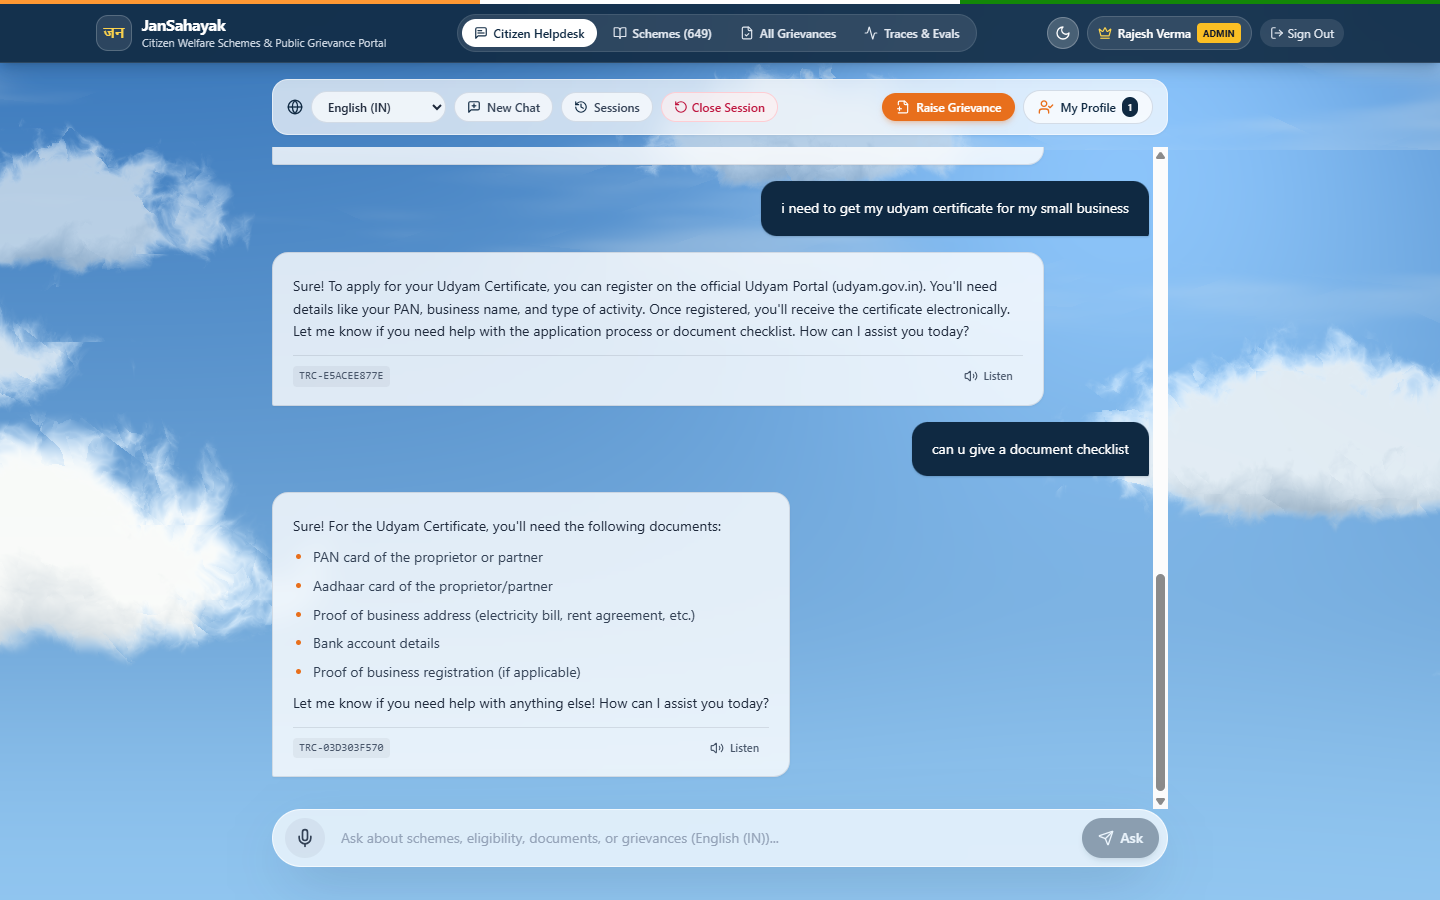 जन
JanSahayak
Citizen Welfare Schemes & Public Grievance Portal
Citizen Helpdesk
Schemes (649)
All Grievances
Traces & Evals
Rajesh Verma
ADMIN
Sign Out
English (IN)
New Chat
Sessions
Close Session
Raise Grievance
My Profile
1
i need to get my udyam certificate for my small business
Sure! To apply for your Udyam Certificate, you can register on the official Udyam Portal (udyam.gov.in). You'll need
details like your PAN, business name, and type of activity. Once registered, you'll receive the certificate electronically.
Let me know if you need help with the application process or document checklist. How can I assist you today?
TRC-E5ACEE877E
Listen
can u give a document checklist
Sure! For the Udyam Certificate, you'll need the following documents:
PAN card of the proprietor or partner
Aadhaar card of the proprietor/partner
Proof of business address (electricity bill, rent agreement, etc.)
Bank account details
Proof of business registration (if applicable)
Let me know if you need help with anything else! How can I assist you today?
TRC-03D303F570
Listen
Ask about schemes, eligibility, documents, or grievances (English (IN))...
Ask